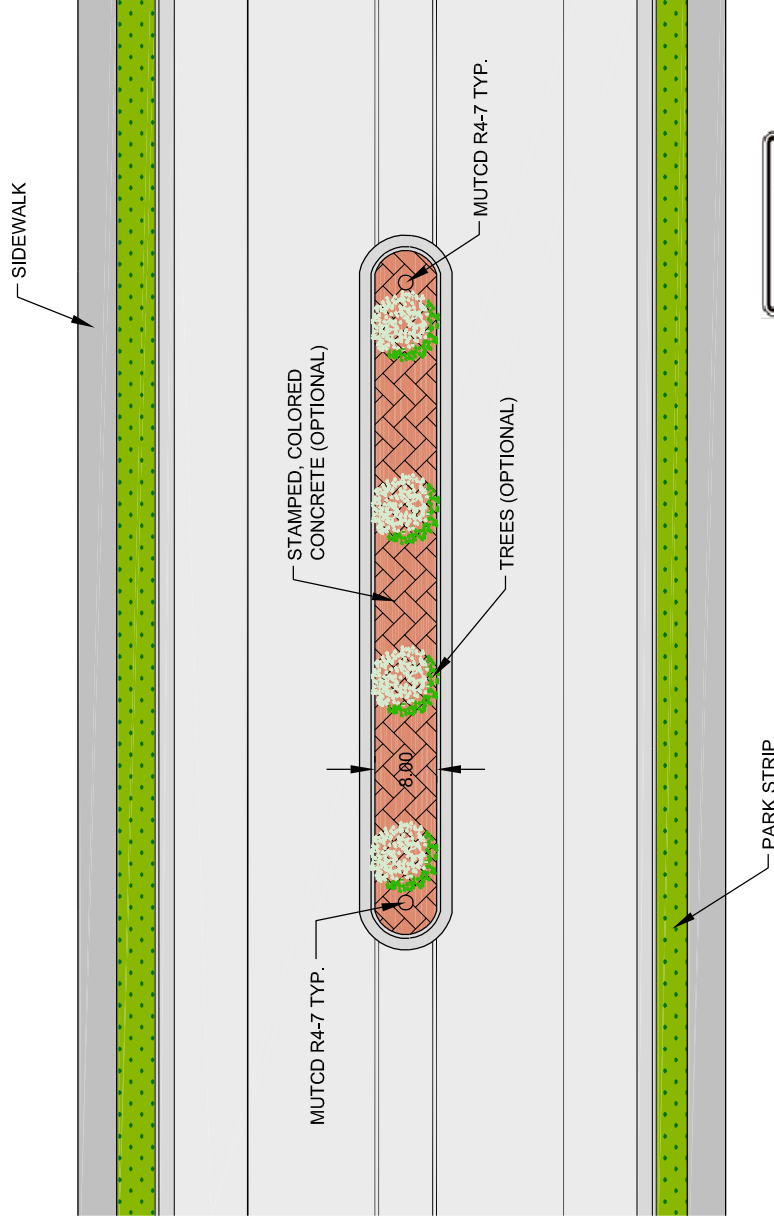 SIDEWALK
MUTCD R4-7 TYP.
STAMPED, COLORED
CONCRETE (OPTIONAL)
TREES (OPTIONAL)
8.00
MUTCD R4-7 TYP.
PARK STRIP